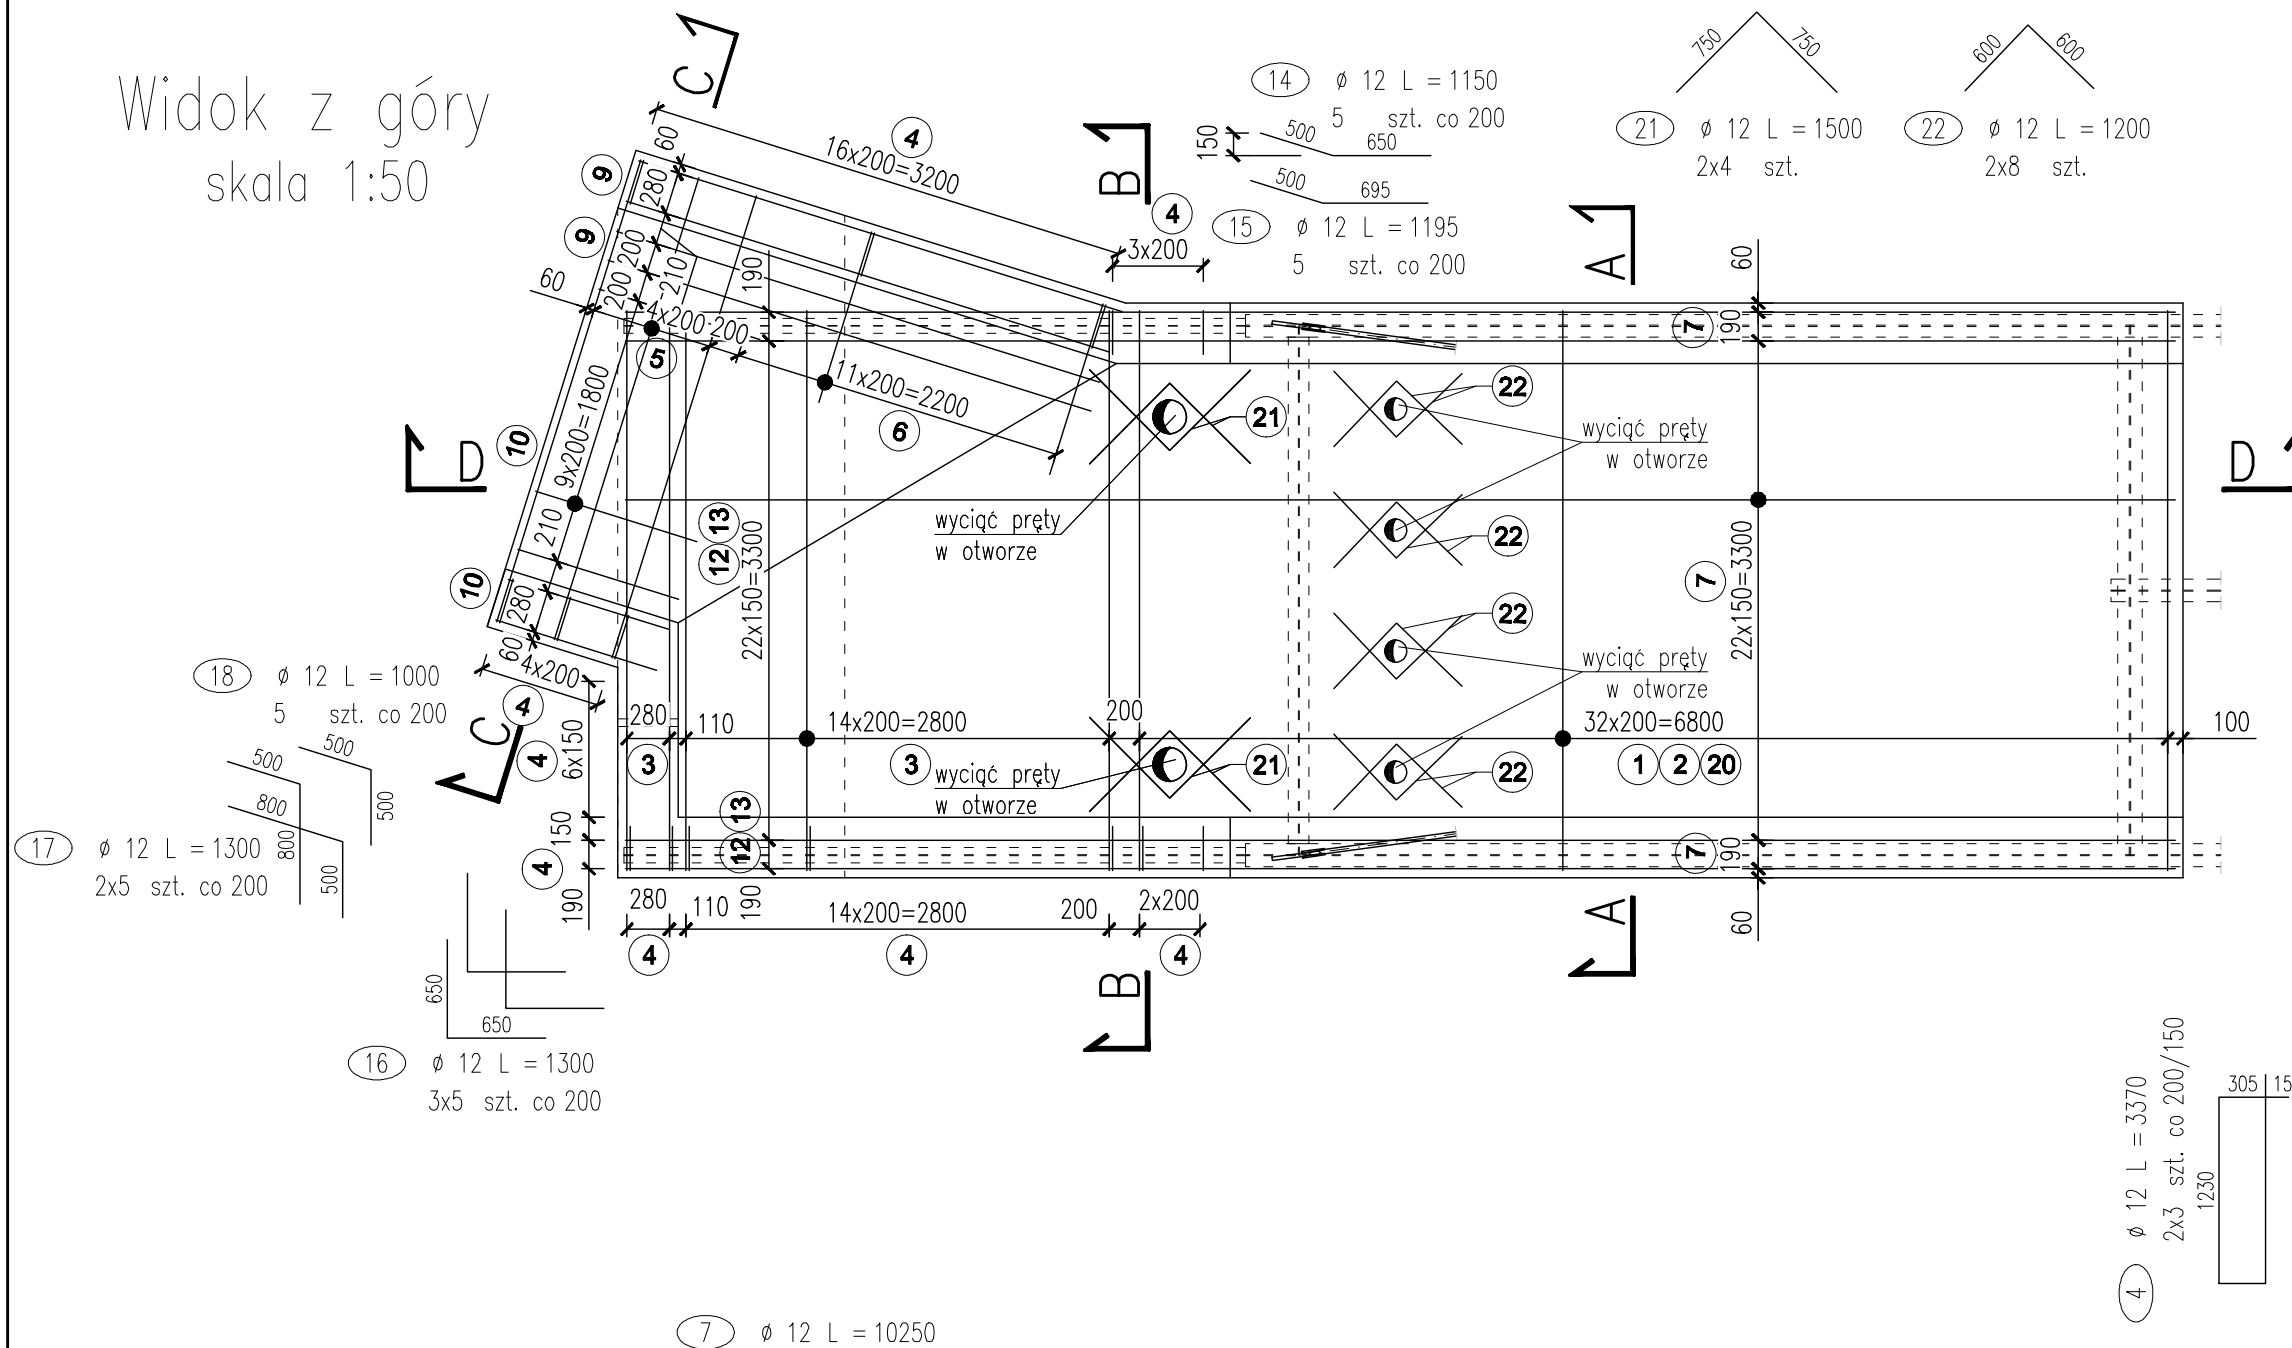 Widok z góry
skala 1:50
C
60
4
16x200=3200
9
280
9
200
200
210
190
60
4x200
200
5
11x200=2200
6
9x200=1800
10
210
10
280
60
4x200
4
C
D
B
4
3x200
14
ϕ 12 L = 1150
5 szt. co 200
150
500
650
500
695
15
ϕ 12 L = 1195
5 szt. co 200
750
750
21
ϕ 12 L = 1500
2x4 szt.
600
600
22
ϕ 12 L = 1200
2x8 szt.
A
60
7
190
22
21
wyciąć pręty
w otworze
D
13
12
22x150=3300
wyciąć pręty
w otworze
22
7
22x150=3300
22
wyciąć pręty
w otworze
18
ϕ 12 L = 1000
5 szt. co 200
500
500
500
800
800
500
17
ϕ 12 L = 1300
2x5 szt. co 200
4
6x150
150
4
190
280
110
14x200=2800
200
3
3
wyciąć pręty
w otworze
21
22
32x200=6800
1
2
20
100
13
12
190
7
190
60
280
110
14x200=2800
200
2x200
4
4
4
A
B
650
650
16
ϕ 12 L = 1300
3x5 szt. co 200
4
ϕ 12 L = 3370
2x3 szt. co 200/150
305
15
1230
7
ϕ 12 L = 10250